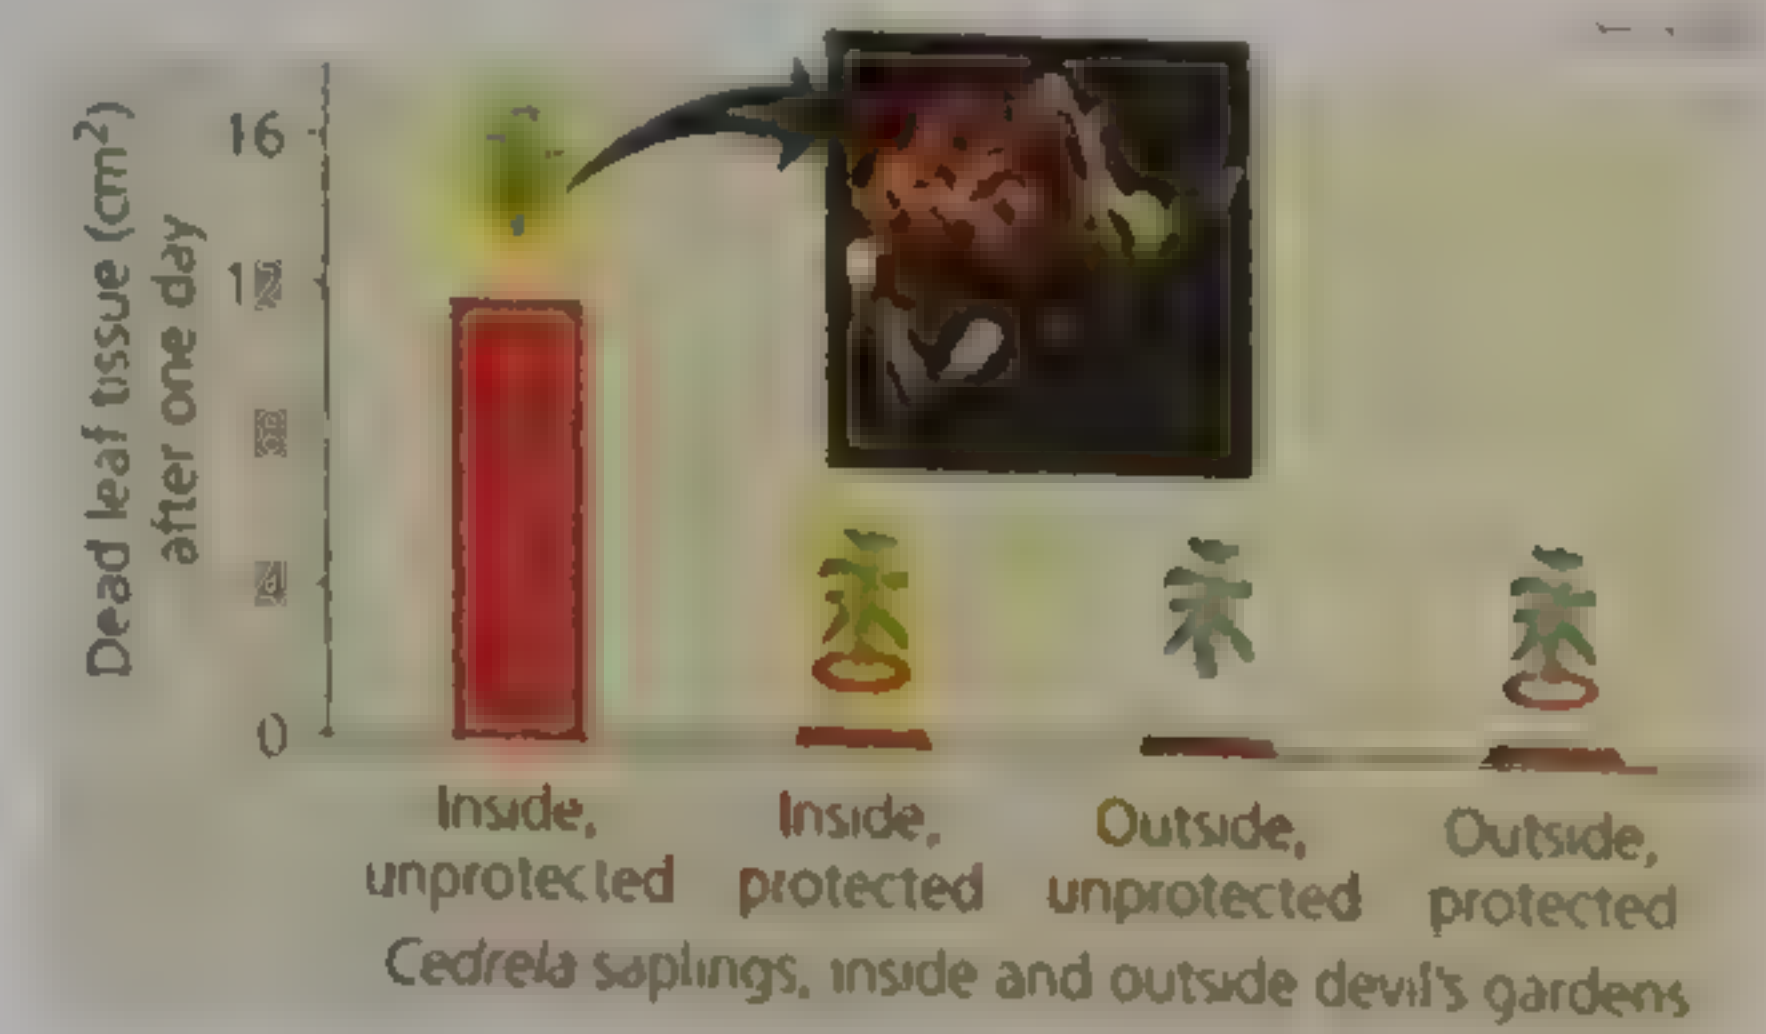 Dead leaf tissue (cm²)
after one day
16
12
0
Inside,
unprotected
Inside,
protected
Outside,
unprotected
Outside,
protected
Cedrela saplings, inside and outside devil's gardens